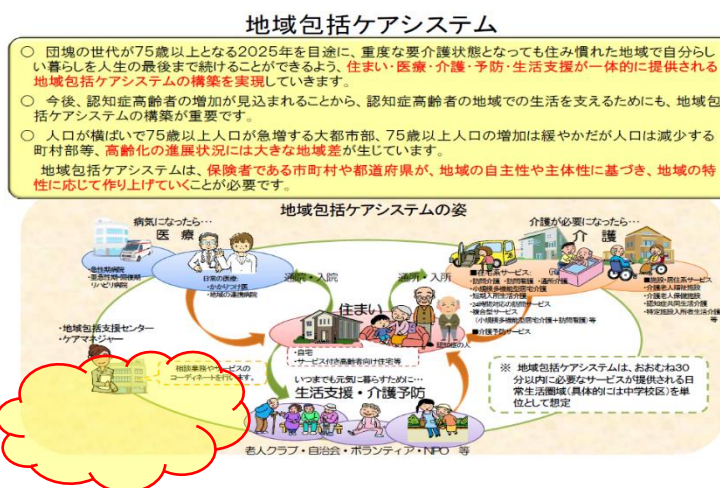 地域包括ケアシステム
○ 団塊の世代が75歳以上となる2025年を目途に、重度な要介護状態となっても住み慣れた地域で自分らし
い暮らしを人生の最後まで続けることができるよう、住まい・医療・介護・予防・生活支援が一体的に提供される
地域包括ケアシステムの構築を実現していきます。
○ 今後、認知症高齢者の増加が見込まれることから、認知症高齢者の地域での生活を支えるためにも、地域包
括ケアシステムの構築が重要です。
○ 人口が横ばいで75歳以上人口が急増する大都市部、75歳以上人口の増加は緩やかだが人口は減少する
町村部等、高齢化の進展状況には大きな地域差が生じています。
地域包括ケアシステムは、保険者である市町村や都道府県が、地域の自主性や主体性に基づき、地域の特
性に応じて作り上げていくことが必要です。
地域包括ケアシステムの姿
病気になったら…
医 療
・急性期病院
・亜急性期・回復期
リハビリ病院
日常の医療:
・かかりつけ医
・地域の連携病院
通院・入院
介護が必要になったら…
介 護
通所・入所
■在宅系サービス:
・訪問介護・訪問看護・通所介護
・小規模多機能型居宅介護
・短期入所生活介護
・24時間対応の訪問サービス
・複合型サービス
(小規模多機能型居宅介護+訪問看護)等
■介護予防サービス
■施設・居住系サービス
・介護老人福祉施設
・介護老人保健施設
・認知症共同生活介護
・特定施設入所者生活介護
等
住まい
認知症の人
・自宅
・サービス付き高齢者向け住宅等
・地域包括支援センター
・ケアマネジャー
相談業務やサービスの
コーディネートを行います。
いつまでも元気に暮らすために…
生活支援・介護予防
老人クラブ・自治会・ボランティア・NPO 等
※ 地域包括ケアシステムは、おおむね30
分以内に必要なサービスが提供される日
常生活圏域(具体的には中学校区)を単
位として想定